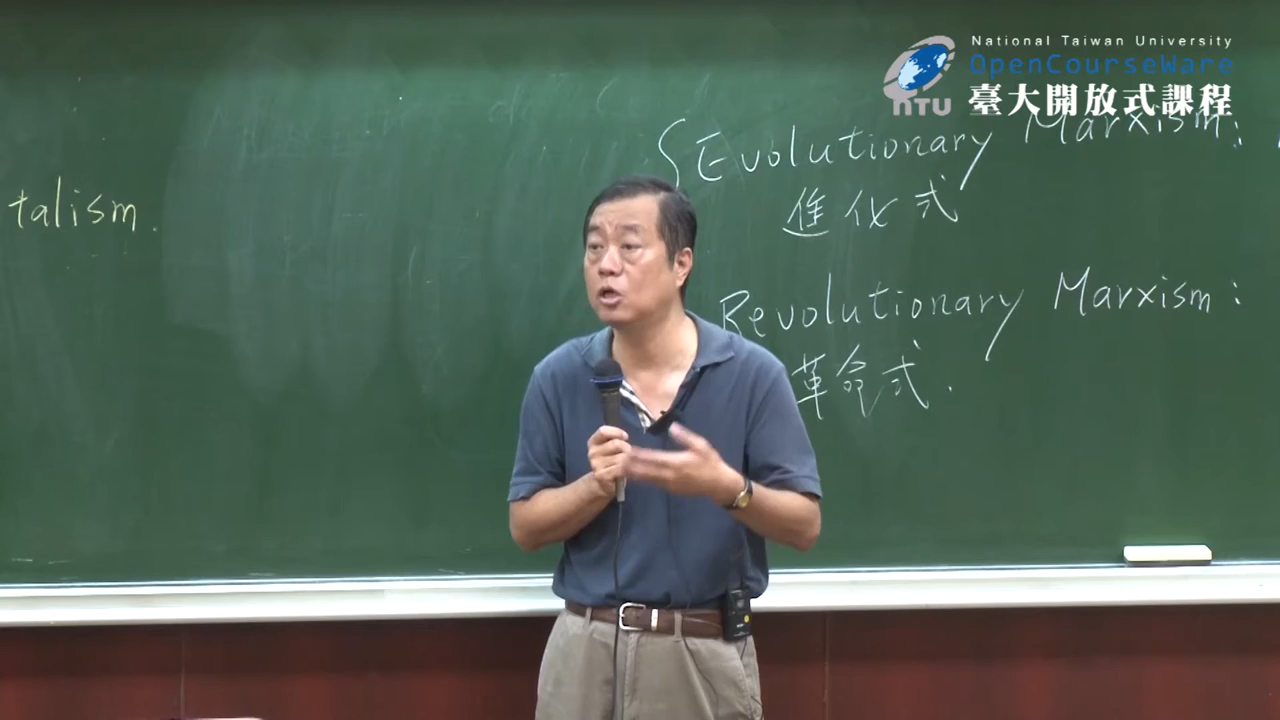 National Taiwan University
OpenCourseWare
NTU
臺大開放式課程
talism.
Evolutionary Marxism:
進化式
Revolutionary Marxism:
革命式.